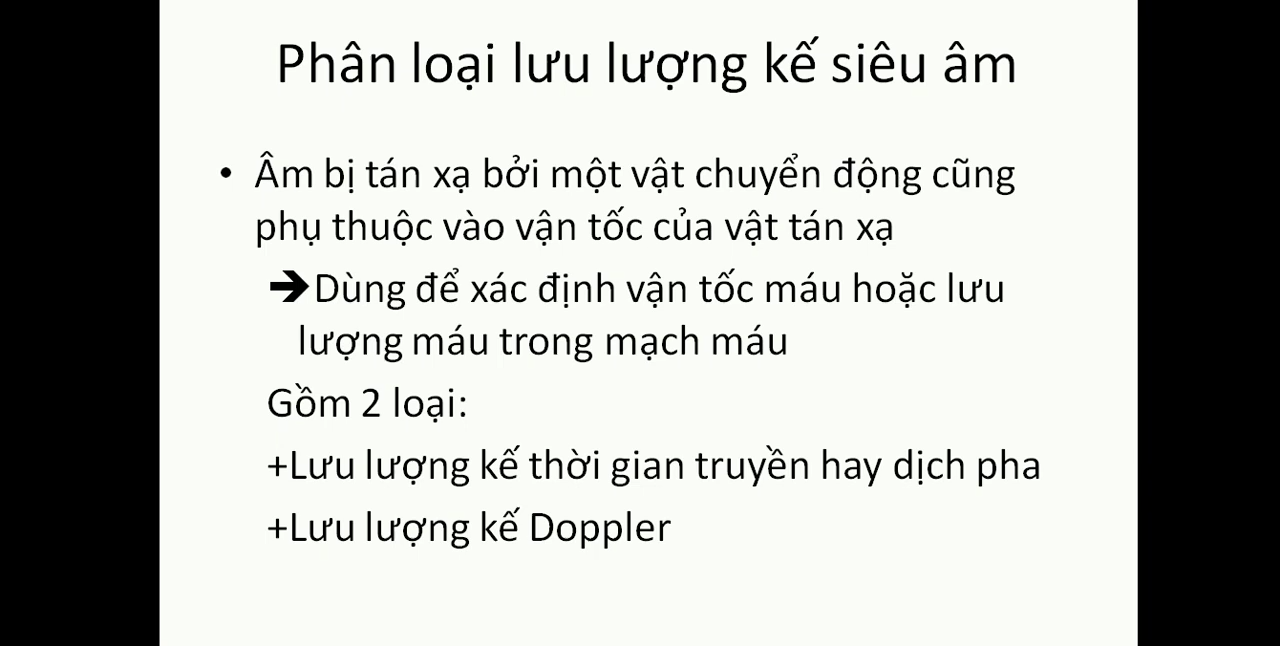 Phân loại lưu lượng kế siêu âm
• Âm bị tán xạ bởi một vật chuyển động cũng
phụ thuộc vào vận tốc của vật tán xạ
➔Dùng để xác định vận tốc máu hoặc lưu
lượng máu trong mạch máu
Gồm 2 loại:
+Lưu lượng kế thời gian truyền hay dịch pha
+Lưu lượng kế Doppler